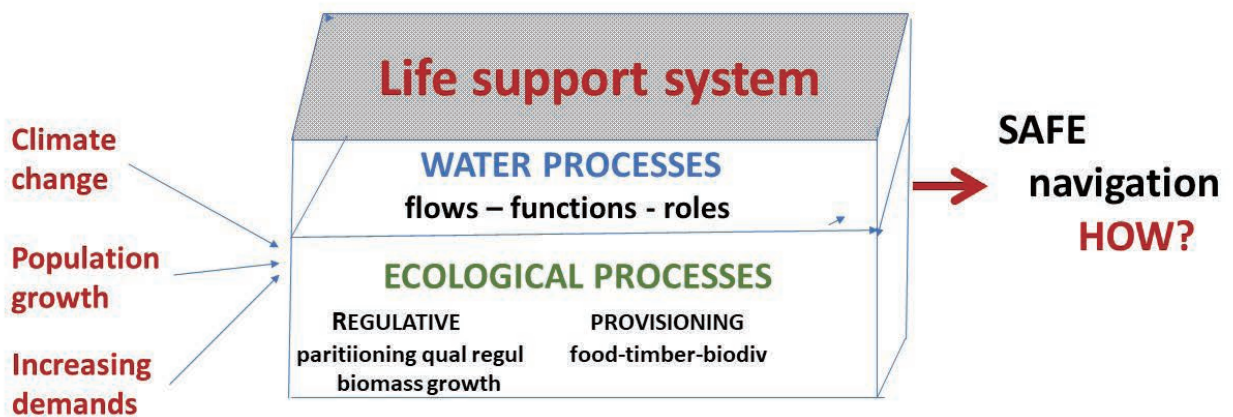 Life support system
Climate
change
Population
growth
Increasing
demands
WATER PROCESSES
flows – functions - roles
ECOLOGICAL PROCESSES
REGULATIVE
paritiioning qual regul
biomass growth
PROVISIONING
food-timber-biodiv
SAFE
navigation
HOW?